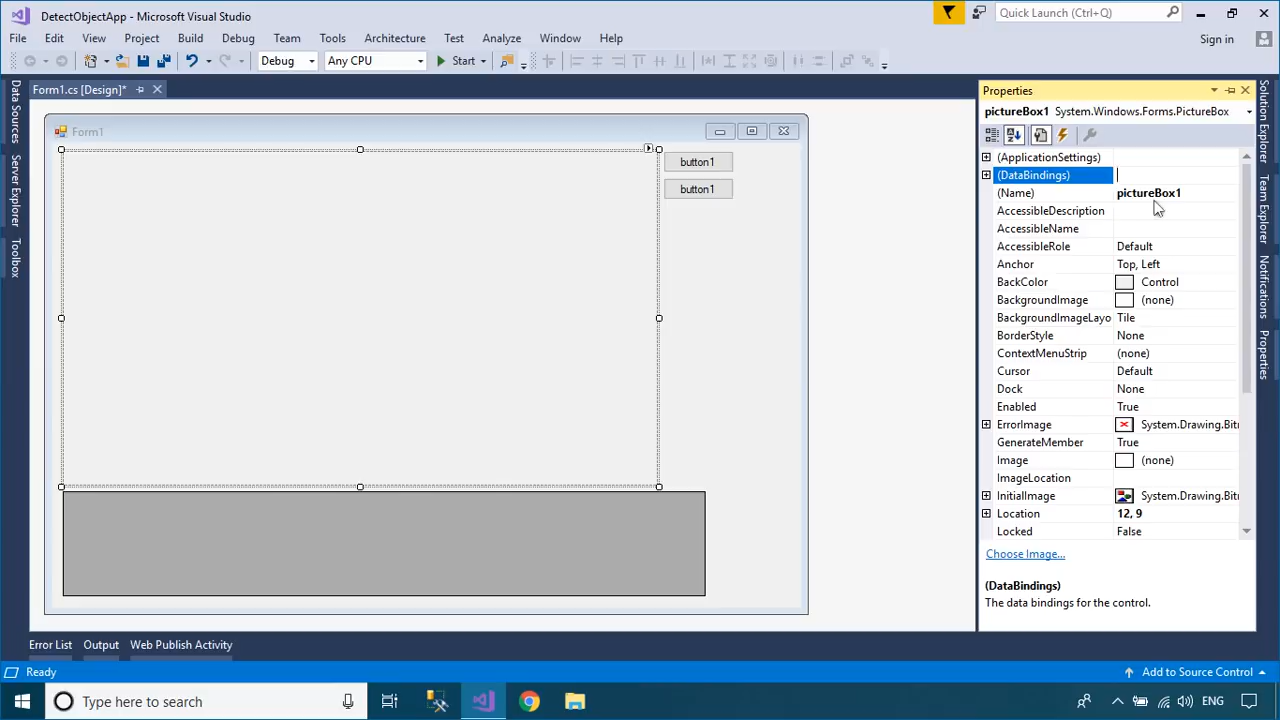 DetectObjectApp - Microsoft Visual Studio
Quick Launch (Ctrl+Q)
File Edit View Project Build Debug Team Tools Architecture Test Analyze Window Help
Sign in
Debug Any CPU Start
Form1.cs [Design]*
Data Sources
Server Explorer
Toolbox
Form1
button1
button1
Properties
pictureBox1 System.Windows.Forms.PictureBox
(ApplicationSettings)
(DataBindings)
(Name) pictureBox1
AccessibleDescription
AccessibleName
AccessibleRole Default
Anchor Top, Left
BackColor Control
BackgroundImage (none)
BackgroundImageLayo Tile
BorderStyle None
ContextMenuStrip (none)
Cursor Default
Dock None
Enabled True
ErrorImage System.Drawing.Bit
GenerateMember True
Image (none)
ImageLocation
InitialImage System.Drawing.Bit
Location 12, 9
Locked False
Choose Image...
(DataBindings)
The data bindings for the control.
Solution Explorer
Team Explorer
Notifications
Properties
Error List Output Web Publish Activity
Ready
Add to Source Control
Type here to search
ENG